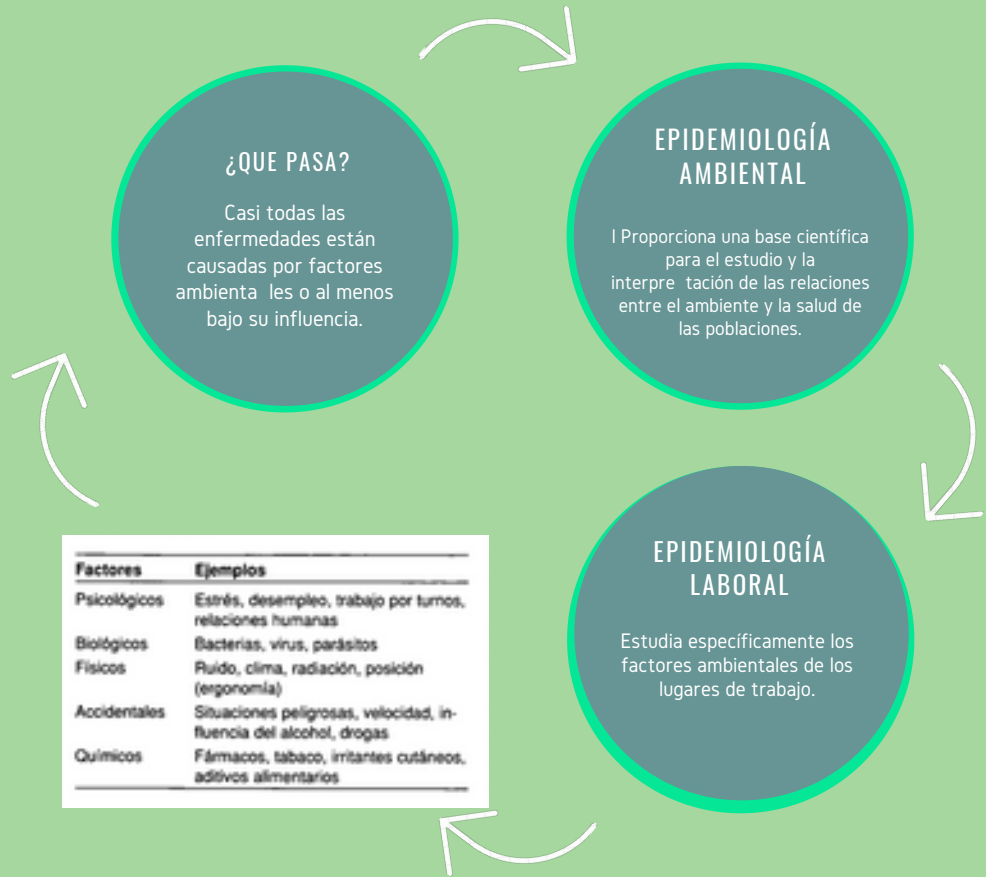 ¿QUE PASA?
Casi todas las
enfermedades están
causadas por factores
ambienta  les o al menos
bajo su influencia.
EPIDEMIOLOGÍA
AMBIENTAL
l Proporciona una base científica
para el estudio y la
interpre  tación de las relaciones
entre el ambiente y la salud de
las poblaciones.
EPIDEMIOLOGÍA
LABORAL
Estudia específicamente los
factores ambientales de los
lugares de trabajo.
Factores Ejemplos
Psicológicos Estrés, desempleo, trabajo por turnos,
relaciones humanas
Biológicos Bacterias, virus, parásitos
Físicos Ruido, clima, radiación, posición
(ergonomía)
Accidentales Situaciones peligrosas, velocidad, in-
fluencia del alcohol, drogas
Químicos Fármacos, tabaco, irritantes cutáneos,
aditivos alimentarios